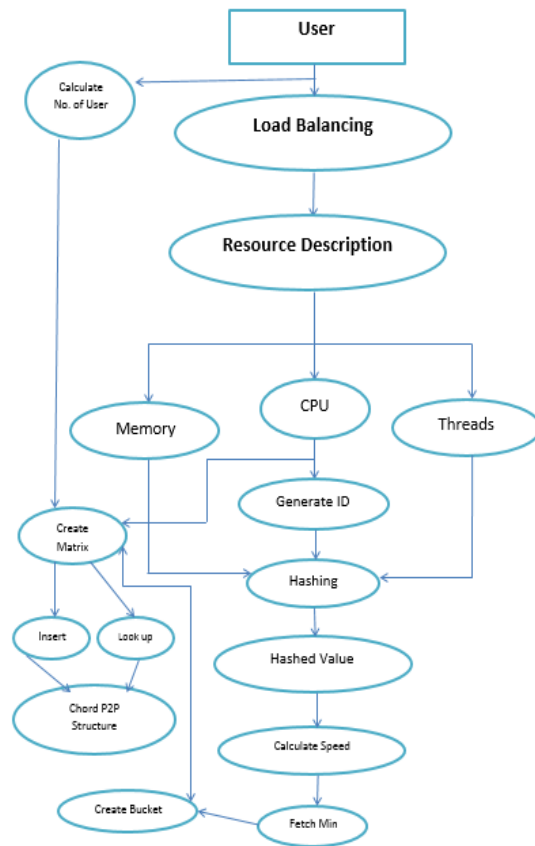 User
Calculate
No. of User
Load Balancing
Resource Description
Memory
CPU
Threads
Generate ID
Create
Matrix
Hashing
Insert
Look up
Hashed Value
Chord P2P
Structure
Calculate Speed
Create Bucket
Fetch Min